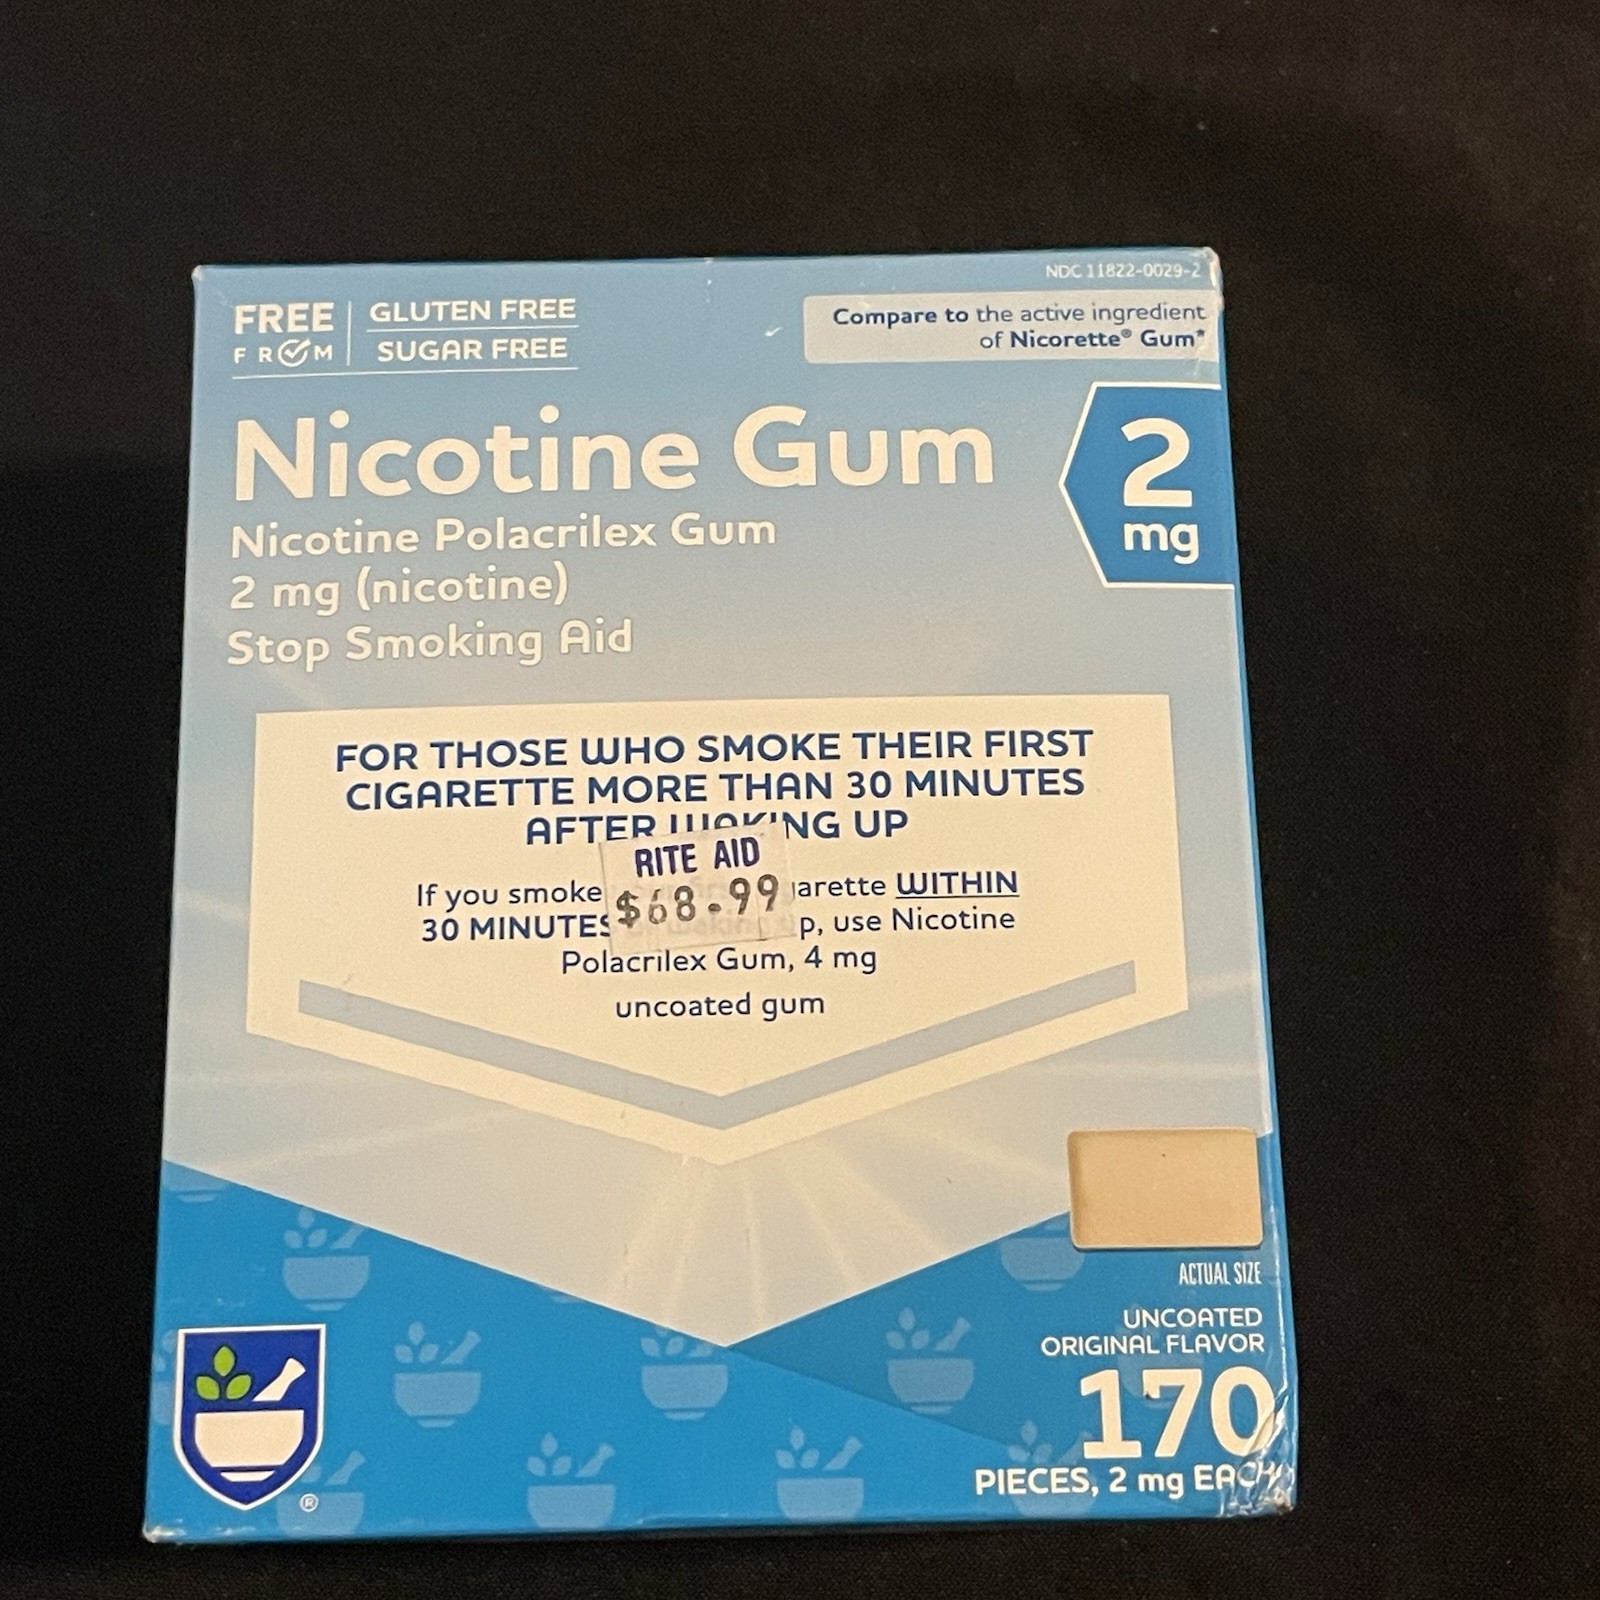 NDC 11822-0029-2
FREE
FROM
GLUTEN FREE
SUGAR FREE
Compare to the active ingredient
of Nicorette® Gum*
Nicotine Gum
2
mg
Nicotine Polacrilex Gum
2 mg (nicotine)
Stop Smoking Aid
FOR THOSE WHO SMOKE THEIR FIRST
CIGARETTE MORE THAN 30 MINUTES
AFTER WAKING UP
RITE AID
$68.99
If you smoke arette WITHIN
30 MINUTES p, use Nicotine
Polacrilex Gum, 4 mg
uncoated gum
ACTUAL SIZE
UNCOATED
ORIGINAL FLAVOR
170
PIECES, 2 mg EACH
®